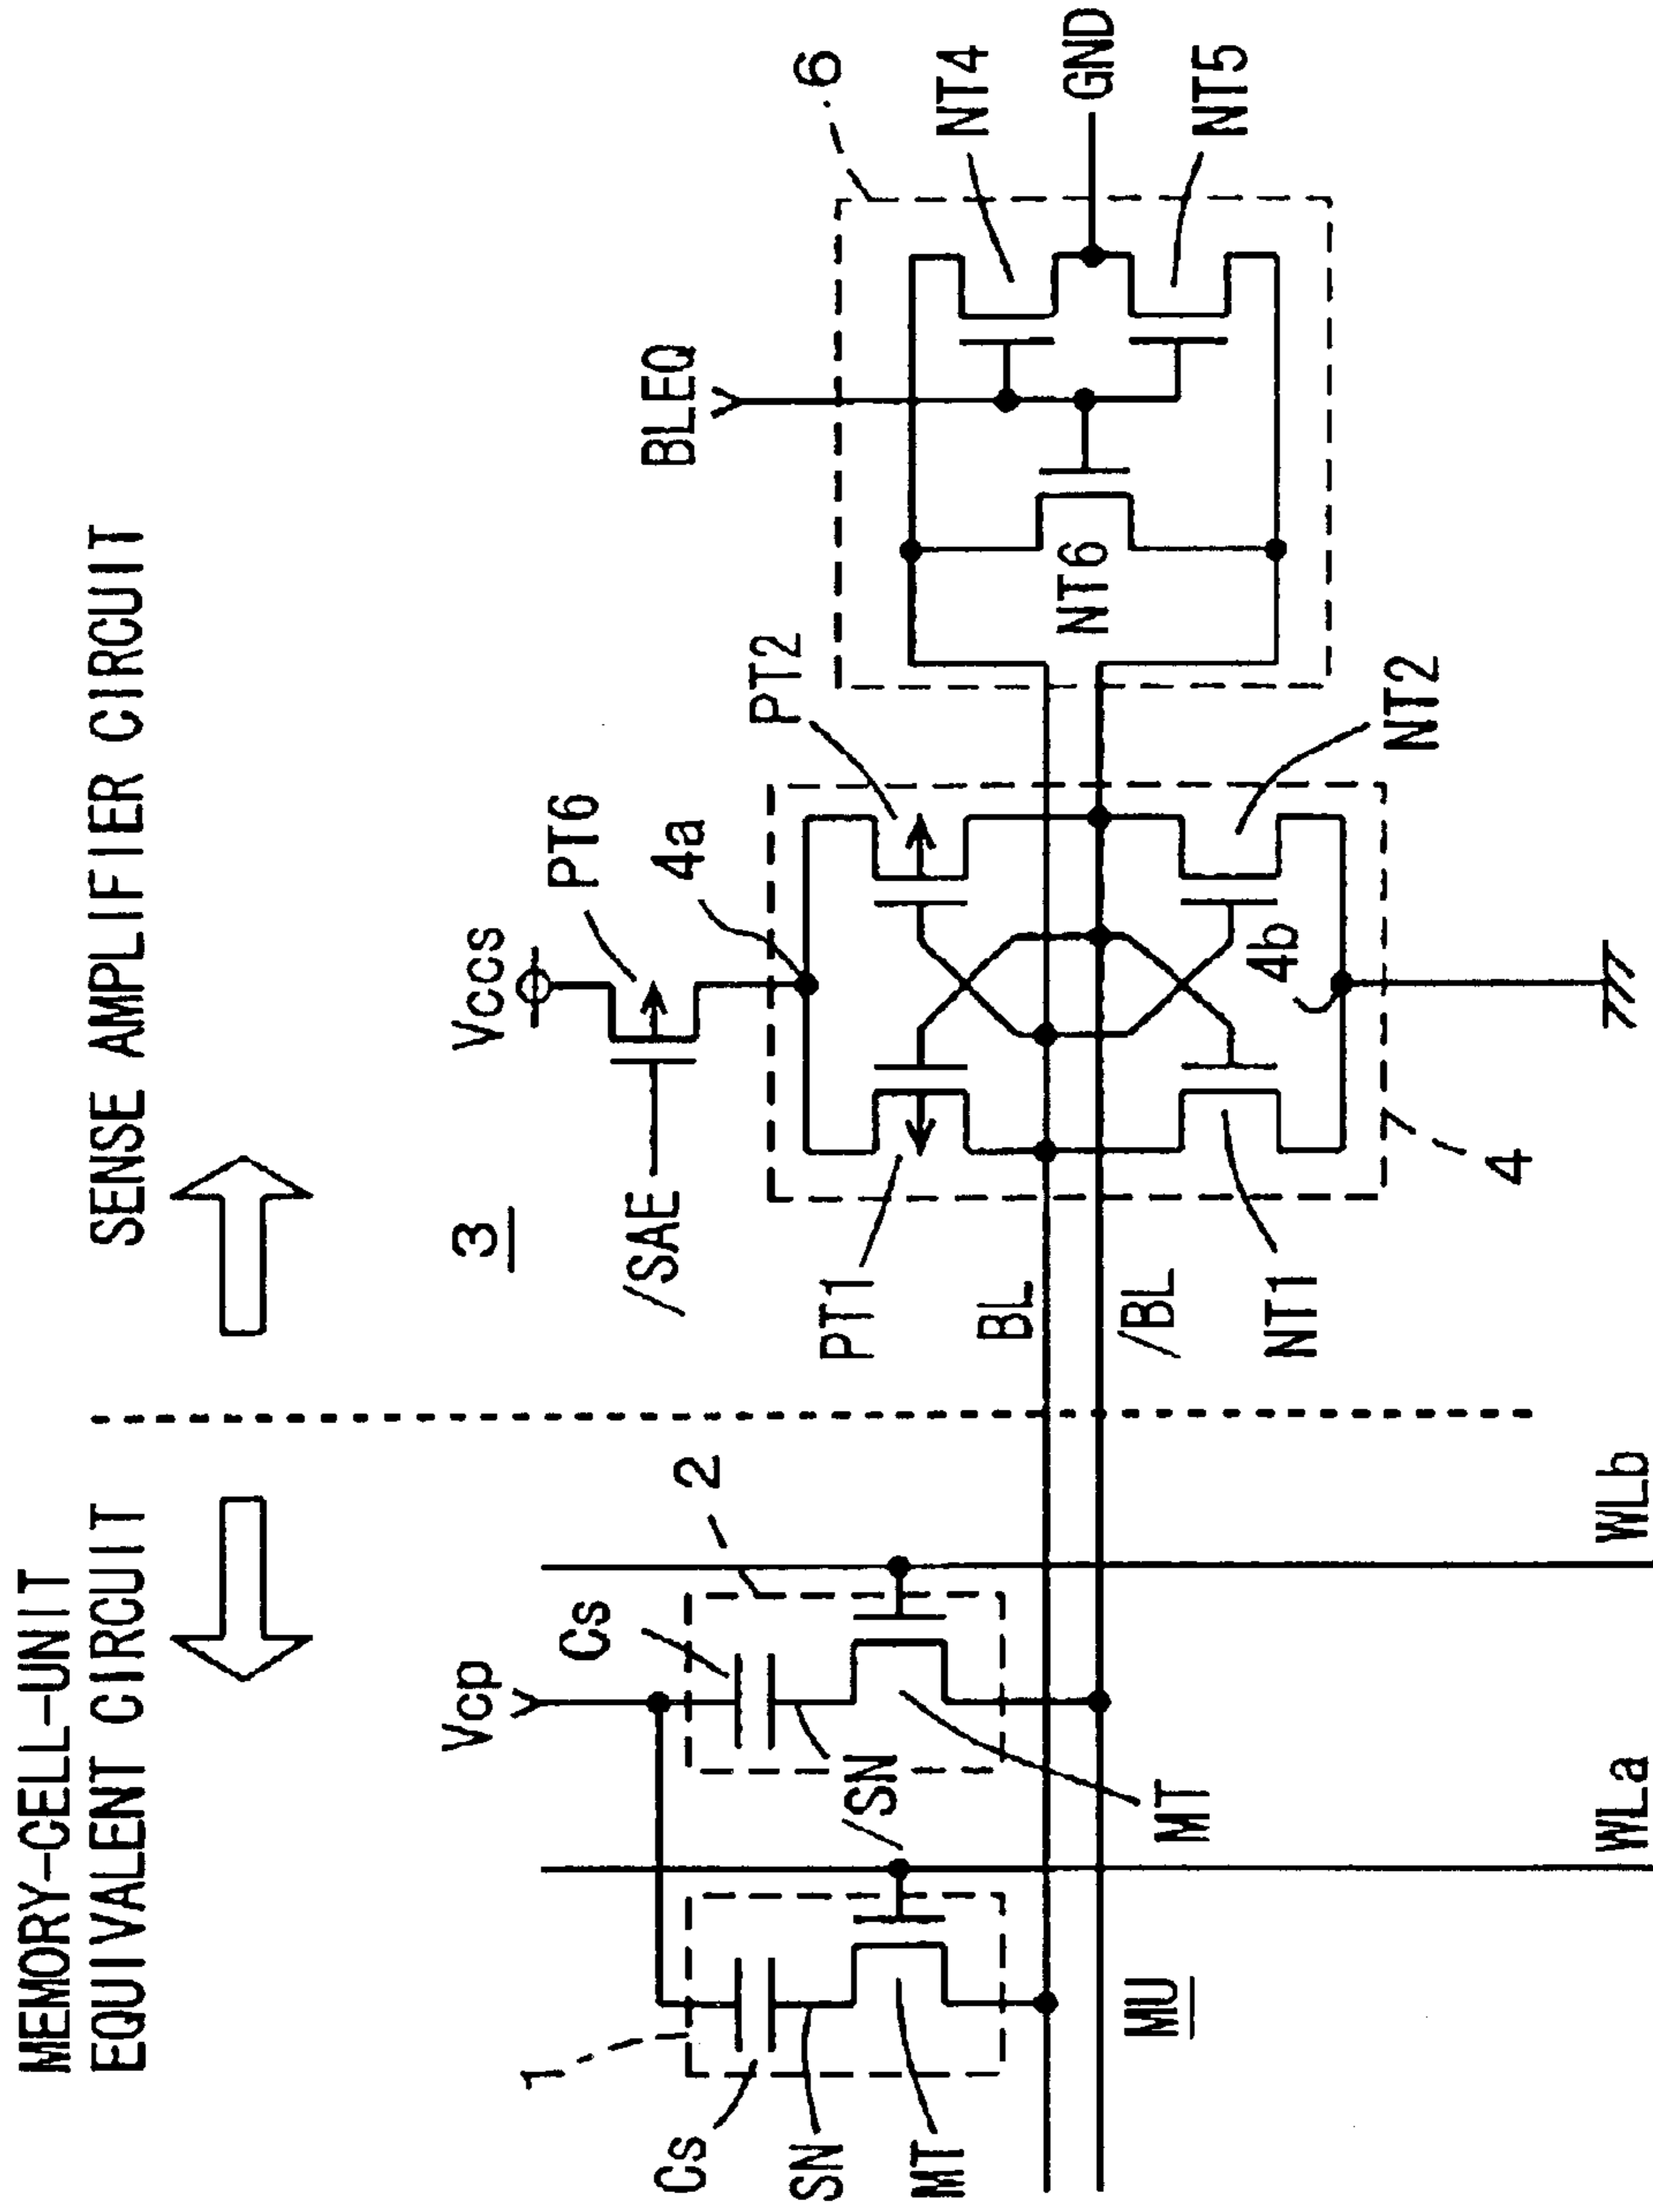 MEMORY-CELL-UNIT
EQUIVALENT CIRCUIT
SENSE AMPLIFIER CIRCUIT
Vcp
Cs
2
1
Cs
SN
MT
/SN
MT
MU
WLa
WLb
3
Vccs
PT6
/SAE
4a
PT2
PT1
BL
/BL
NT1
4b
NT2
4
BLEQ
6
NT4
GND
NT5
NT6